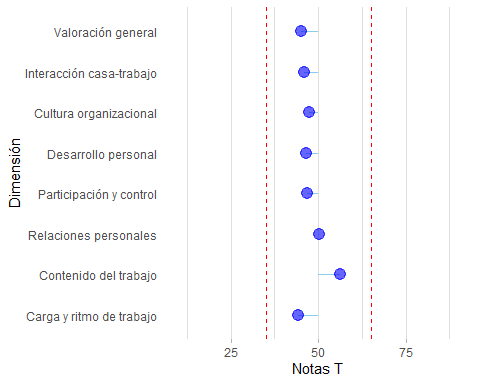 Valoración general
Interacción casa-trabajo
Cultura organizacional
Desarrollo personal
Participación y control
Relaciones personales
Contenido del trabajo
Carga y ritmo de trabajo
Dimensión
25 50 75
Notas T